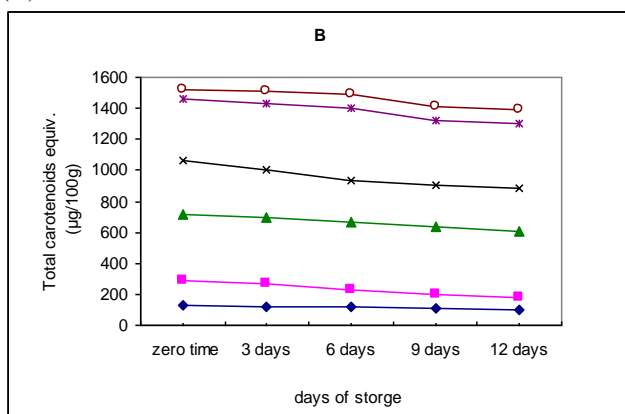 B
Total carotenoids equiv.
(µg/100g)
1600
1400
1200
1000
800
600
400
200
0
zero time 3 days 6 days 9 days 12 days
days of storge